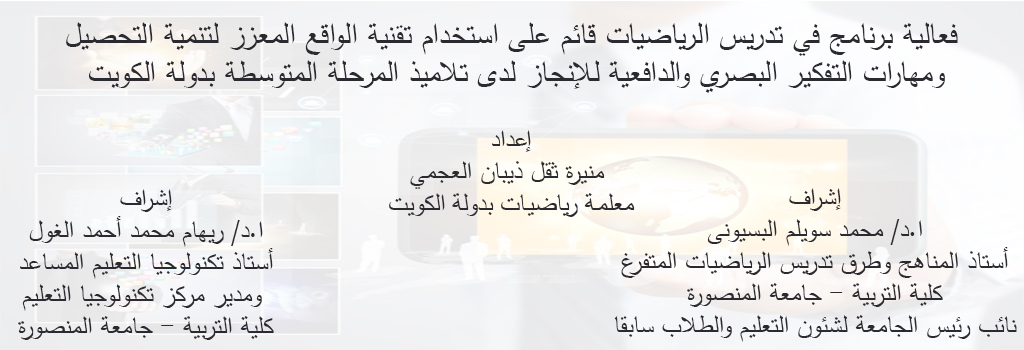 فعالية برنامج في تدريس الرياضيات قائم على استخدام تقنية الواقع المعزز لتنمية التحصيل
ومهارات التفكير البصري والدافعية للإنجاز لدى تلاميذ المرحلة المتوسطة بدولة الكويت
إعداد
منيرة ثقل ذيبان العجمي
معلمة رياضيات بدولة الكويت
إشراف
ا.د/ محمد سويلم البسيونى
أستاذ المناهج وطرق تدريس الرياضيات المتفرغ
كلية التربية – جامعة المنصورة
نائب رئيس الجامعة لشئون التعليم والطلاب سابقا
إشراف
ا.د/ ريهام محمد أحمد الغول
أستاذ تكنولوجيا التعليم المساعد
ومدير مركز تكنولوجيا التعليم
كلية التربية – جامعة المنصورة